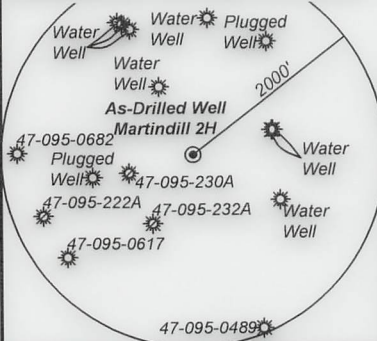 Water
Well
Water
Well
Plugged
Well
Water
Well
2000'
As-Drilled Well
Martindill 2H
47-095-0682
Plugged
Well
47-095-230A
Water
Well
47-095-222A
47-095-232A
Water
Well
47-095-0617
47-095-0489